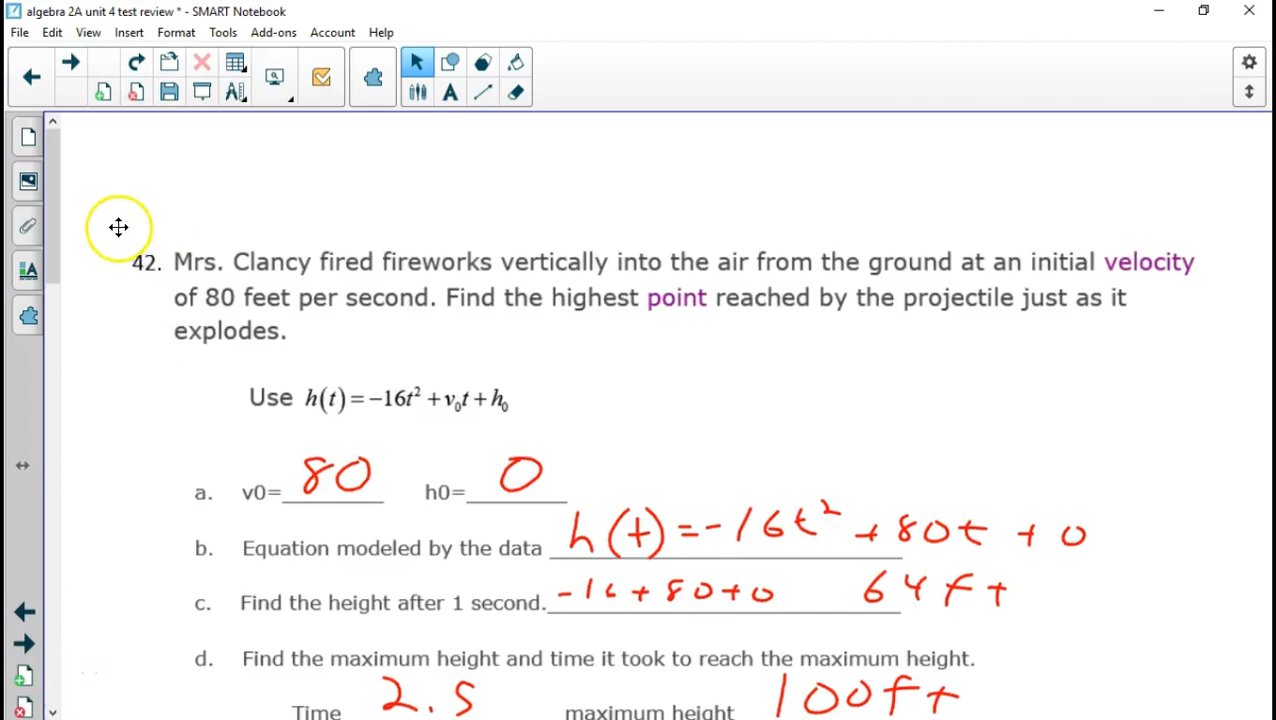 algebra 2A unit 4 test review * - SMART Notebook
File Edit View Insert Format Tools Add-ons Account Help
42. Mrs. Clancy fired fireworks vertically into the air from the ground at an initial velocity
of 80 feet per second. Find the highest point reached by the projectile just as it
explodes.
Use h(t) = −16t² + v₀t + h₀
a. v0= 80 h0= 0
b. Equation modeled by the data h(t) = -16t² + 80t + 0
c. Find the height after 1 second. -16 + 80 + 0 64 ft
d. Find the maximum height and time it took to reach the maximum height.
Time 2.5 maximum height 100 ft